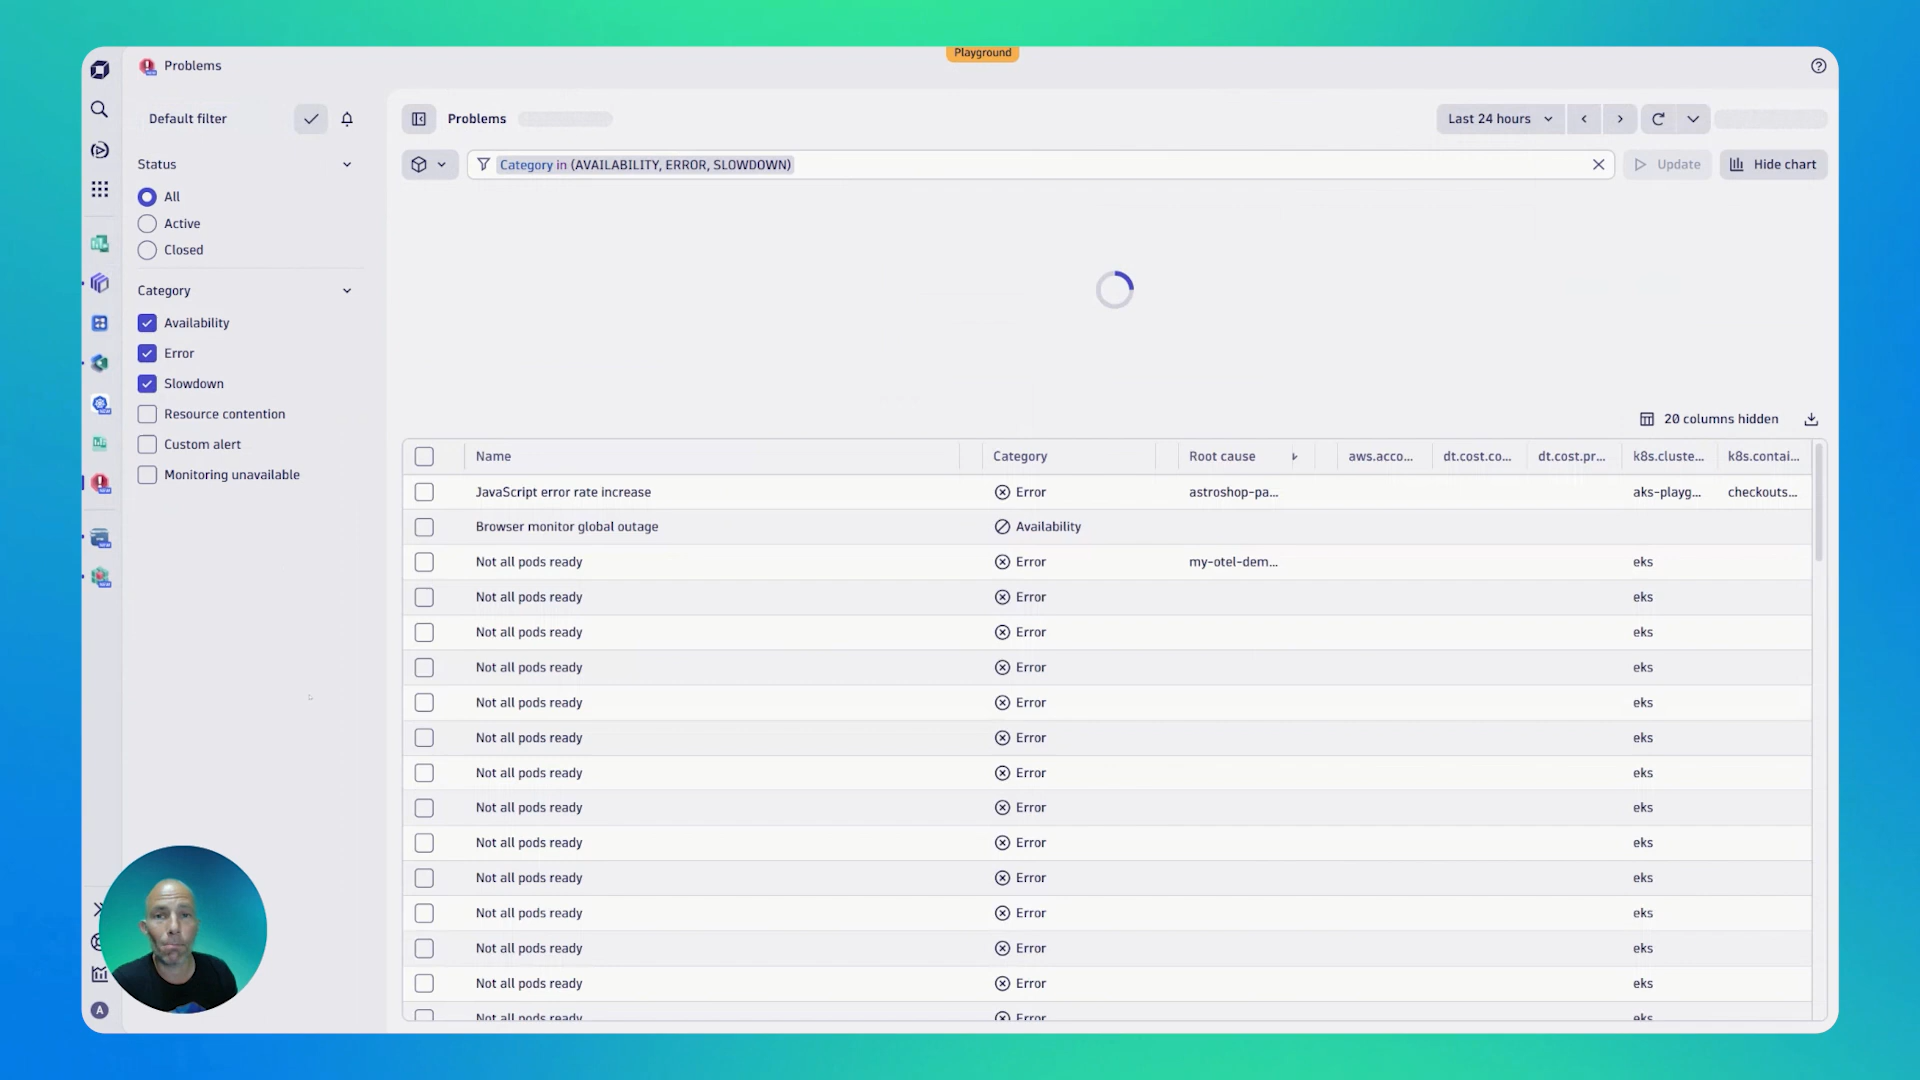 Playground
Problems
Default filter
Problems
Last 24 hours
Status
Category in (AVAILABILITY, ERROR, SLOWDOWN)
Update
Hide chart
All
Active
Closed
Category
Availability
Error
Slowdown
Resource contention
Custom alert
Monitoring unavailable
20 columns hidden
Name Category Root cause aws.acco... dt.cost.co... dt.cost.pr... k8s.cluste... k8s.contai...
JavaScript error rate increase Error astroshop-pa... aks-playg... checkouts...
Browser monitor global outage Availability
Not all pods ready Error my-otel-dem... eks
Not all pods ready Error eks
Not all pods ready Error eks
Not all pods ready Error eks
Not all pods ready Error eks
Not all pods ready Error eks
Not all pods ready Error eks
Not all pods ready Error eks
Not all pods ready Error eks
Not all pods ready Error eks
Not all pods ready Error eks
Not all pods ready Error eks
Not all pods ready Error eks
Not all pods ready Error eks
A